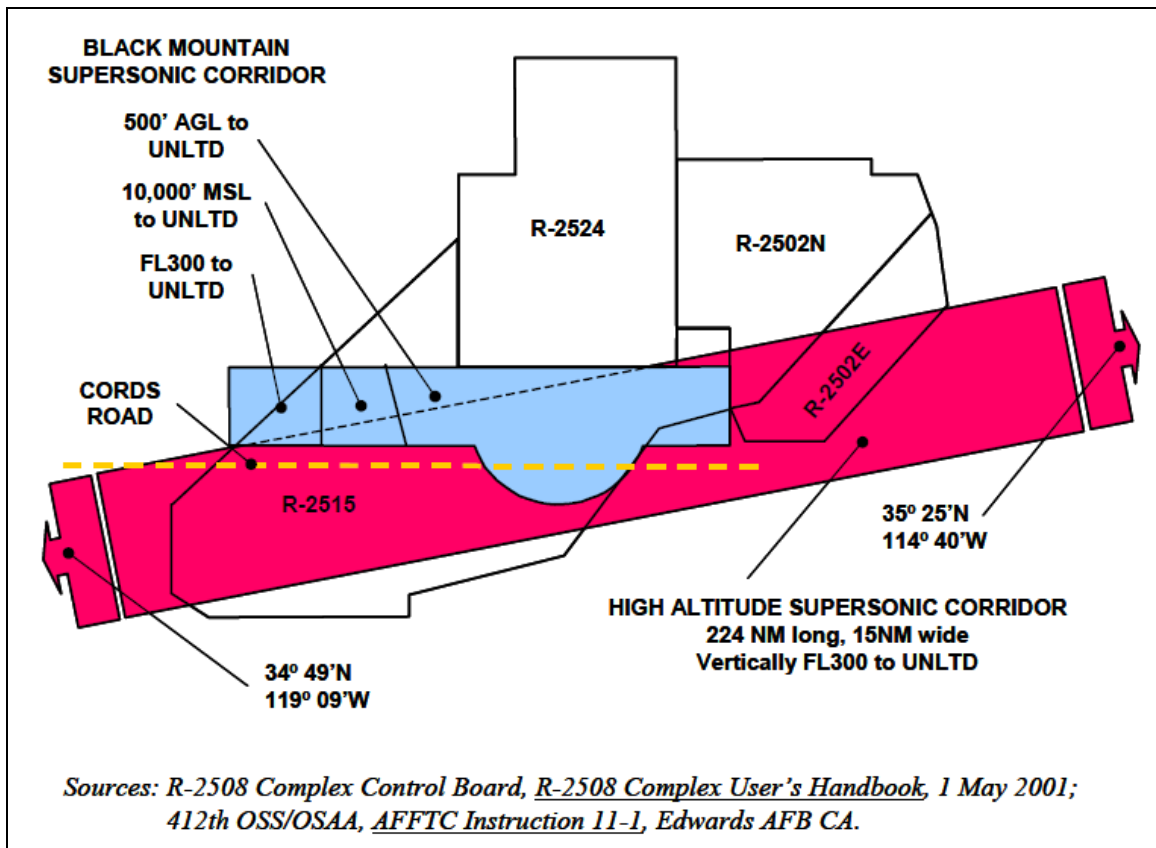 BLACK MOUNTAIN
SUPERSONIC CORRIDOR
500’ AGL to
UNLTD
10,000’ MSL
to UNLTD
FL300 to
UNLTD
CORDS
ROAD
R-2524
R-2502N
R-2502E
R-2515
35º 25’N
114º 40’W
HIGH ALTITUDE SUPERSONIC CORRIDOR
224 NM long, 15NM wide
Vertically FL300 to UNLTD
34º 49’N
119º 09’W
Sources: R-2508 Complex Control Board, R-2508 Complex User’s Handbook, 1 May 2001;
412th OSS/OSAA, AFFTC Instruction 11-1, Edwards AFB CA.